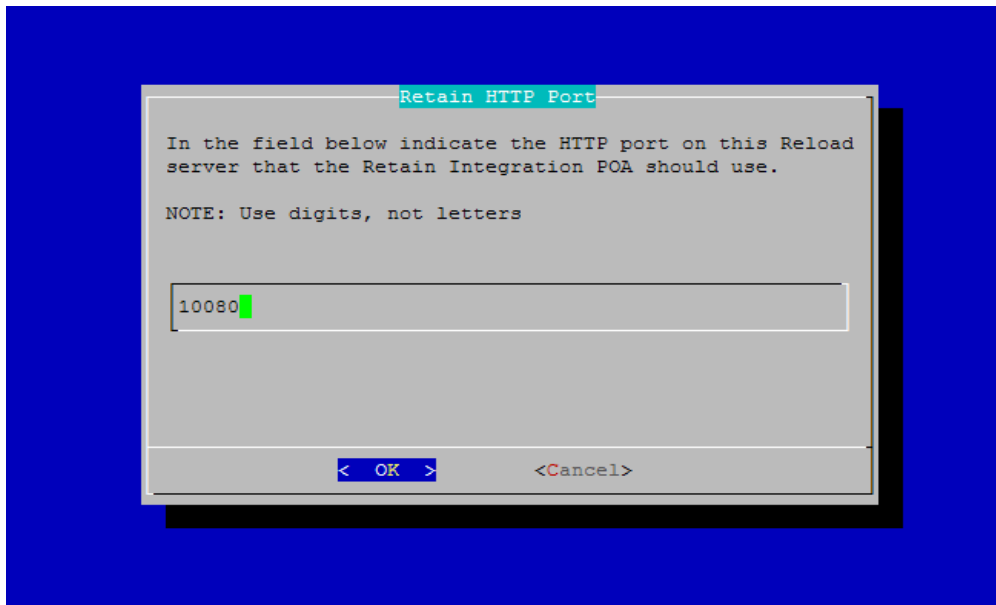 Retain HTTP Port
In the field below indicate the HTTP port on this Reload
server that the Retain Integration POA should use.
NOTE: Use digits, not letters
10080
< OK > <Cancel>